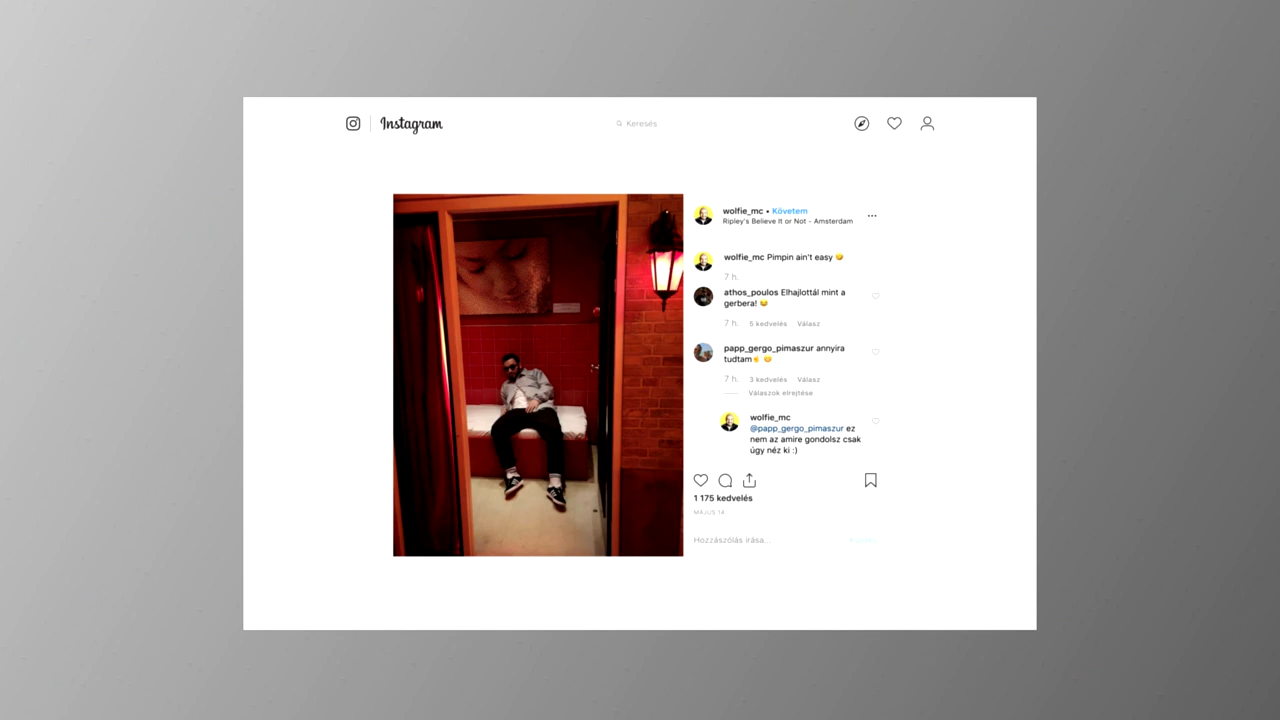 Instagram
Keresés
wolfie_mc • Követem
Ripley's Believe It or Not - Amsterdam
wolfie_mc Pimpin ain't easy 😜
7 h.
athos_poulos Elhajlottál mint a
gerbera! 😂
7 h. 5 kedvelés Válasz
papp_gergo_pimaszur annyira
tudtam
7 h. 3 kedvelés Válasz
Válaszok elrejtése
wolfie_mc
@papp_gergo_pimaszur ez
nem az amire gondolsz csak
úgy néz ki :)
1 175 kedvelés
MÁJUS 14
Hozzászólás írása...